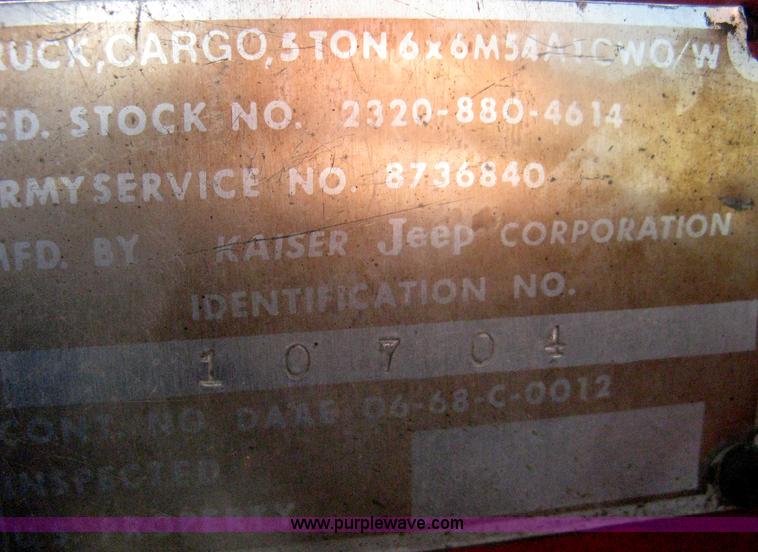 RUCK, CARGO, 5 TON 6x6 M54A1C WO/W
ED. STOCK NO. 2320-880-4614
RMY SERVICE NO. 8736840
MFD. BY KAISER Jeep CORPORATION
IDENTIFICATION NO.
10704
CONT. NO DAAE 06-68-C-0012
INSPECTED
PROPERTY
www.purplewave.com